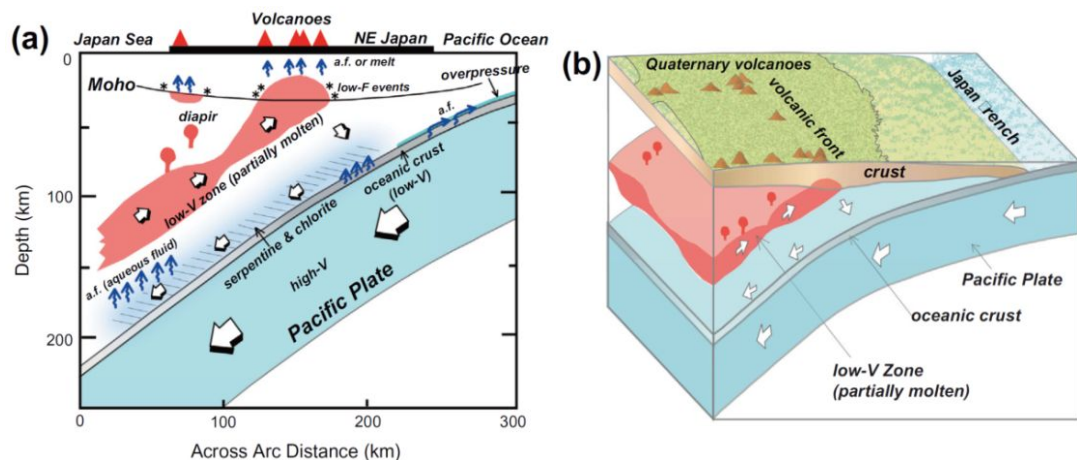 (a)
Volcanoes
Japan Sea
NE Japan
Pacific Ocean
0
a.f. or melt
overpressure
Moho
low-F events
a.f.
diapir
low-V zone (partially molten)
oceanic crust
(low-V)
100
a.f. (aqueous fluid)
serpentine & chlorite
high-V
Pacific Plate
200
Depth (km)
0
100
200
300
Across Arc Distance (km)
(b)
Quaternary volcanoes
volcanic front
Japan rench
crust
Pacific Plate
oceanic crust
low-V Zone
(partially molten)